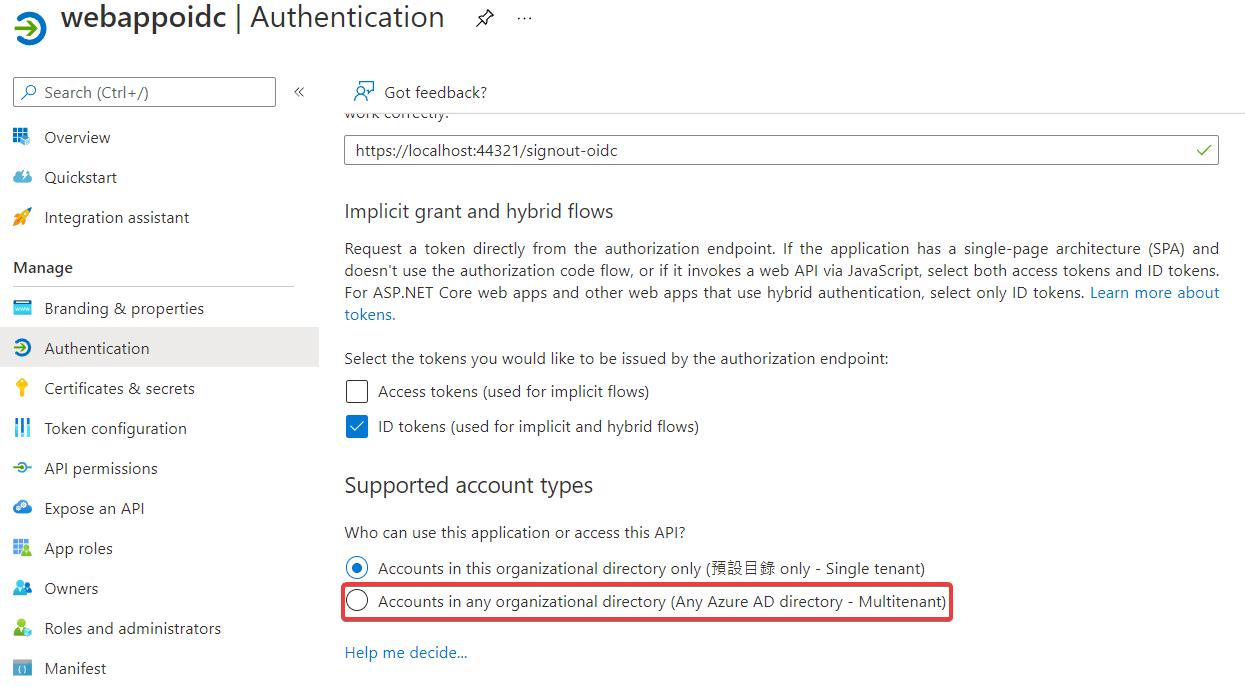 webappoidc | Authentication
Search (Ctrl+/)
Overview
Quickstart
Integration assistant
Manage
Branding & properties
Authentication
Certificates & secrets
Token configuration
API permissions
Expose an API
App roles
Owners
Roles and administrators
Manifest
Got feedback?
work correctly.
https://localhost:44321/signout-oidc
Implicit grant and hybrid flows
Request a token directly from the authorization endpoint. If the application has a single-page architecture (SPA) and
doesn't use the authorization code flow, or if it invokes a web API via JavaScript, select both access tokens and ID tokens.
For ASP.NET Core web apps and other web apps that use hybrid authentication, select only ID tokens. Learn more about
tokens.
Select the tokens you would like to be issued by the authorization endpoint:
Access tokens (used for implicit flows)
ID tokens (used for implicit and hybrid flows)
Supported account types
Who can use this application or access this API?
Accounts in this organizational directory only (預設目錄 only - Single tenant)
Accounts in any organizational directory (Any Azure AD directory - Multitenant)
Help me decide...